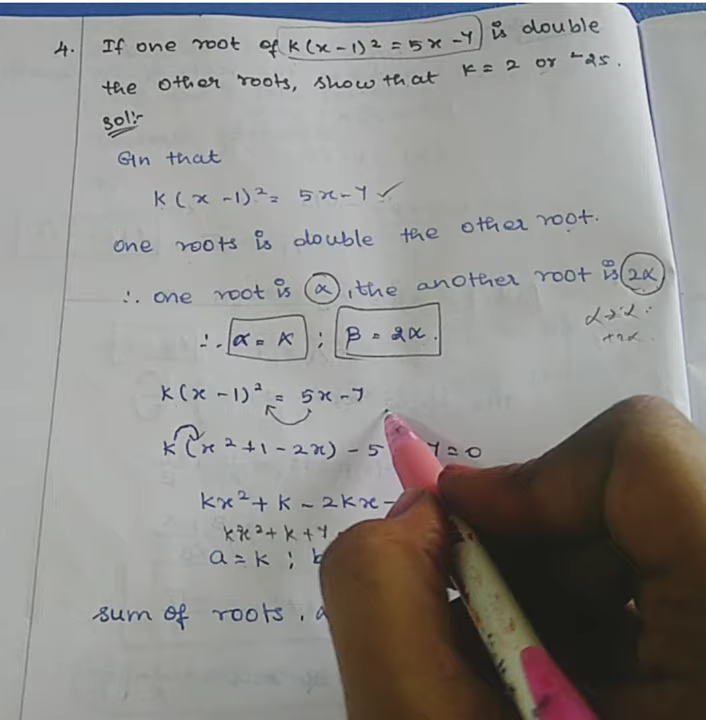 4. If one root of k(x-1)2 = 5x-7 is double
the other roots, show that k = 2 or -25.
Sol:-
Gn that
k(x-1)² = 5x-7 ✓
one roots is double the other root.
∴ one root is α, the another root is 2α
∴ α = α ; β = 2α.
k(x-1)² = 5x-7
k(x²+1-2x) - 5 7=0
kx² + k - 2kx -
kx² + k + 7
a = k ;
sum of roots,